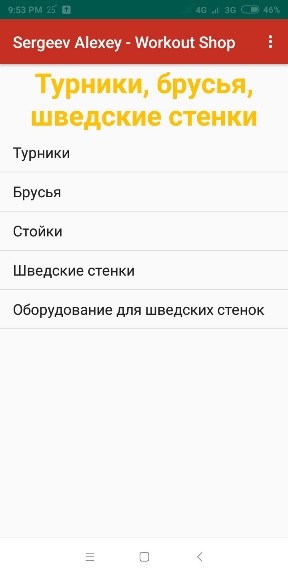 9:53 PM 25° 4G 3G 46%
Sergeev Alexey - Workout Shop
Турники, брусья,
шведские стенки
Турники
Брусья
Стойки
Шведские стенки
Оборудование для шведских стенок